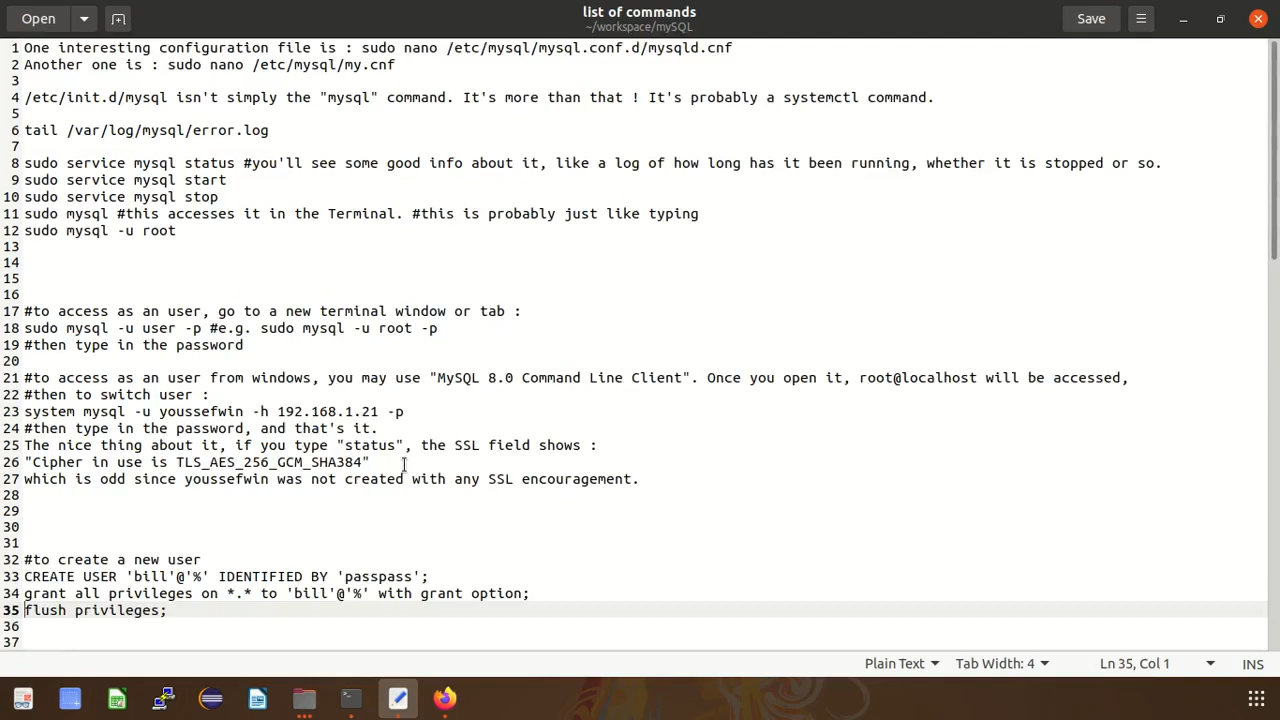 Open
list of commands
~/workspace/mySQL
Save
1 One interesting configuration file is : sudo nano /etc/mysql/mysql.conf.d/mysqld.cnf
2 Another one is : sudo nano /etc/mysql/my.cnf
3
4 /etc/init.d/mysql isn't simply the "mysql" command. It's more than that ! It's probably a systemctl command.
5
6 tail /var/log/mysql/error.log
7
8 sudo service mysql status #you'll see some good info about it, like a log of how long has it been running, whether it is stopped or so.
9 sudo service mysql start
10 sudo service mysql stop
11 sudo mysql #this accesses it in the Terminal. #this is probably just like typing
12 sudo mysql -u root
13
14
15
16
17 #to access as an user, go to a new terminal window or tab :
18 sudo mysql -u user -p #e.g. sudo mysql -u root -p
19 #then type in the password
20
21 #to access as an user from windows, you may use "MySQL 8.0 Command Line Client". Once you open it, root@localhost will be accessed,
22 #then to switch user :
23 system mysql -u youssefwin -h 192.168.1.21 -p
24 #then type in the password, and that's it.
25 The nice thing about it, if you type "status", the SSL field shows :
26 "Cipher in use is TLS_AES_256_GCM_SHA384"
27 which is odd since youssefwin was not created with any SSL encouragement.
28
29
30
31
32 #to create a new user
33 CREATE USER 'bill'@'%' IDENTIFIED BY 'passpass';
34 grant all privileges on *.* to 'bill'@'%' with grant option;
35 flush privileges;
36
37
Plain Text
Tab Width: 4
Ln 35, Col 1
INS